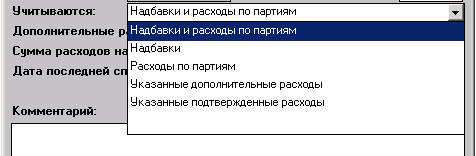 Учитываются: Надбавки и расходы по партиям
Дополнительные р Надбавки и расходы по партиям
Сумма расходов на Надбавки
Расходы по партиям
Дата последней сп Указанные дополнительные расходы
Указанные подтвержденные расходы
Комментарий: